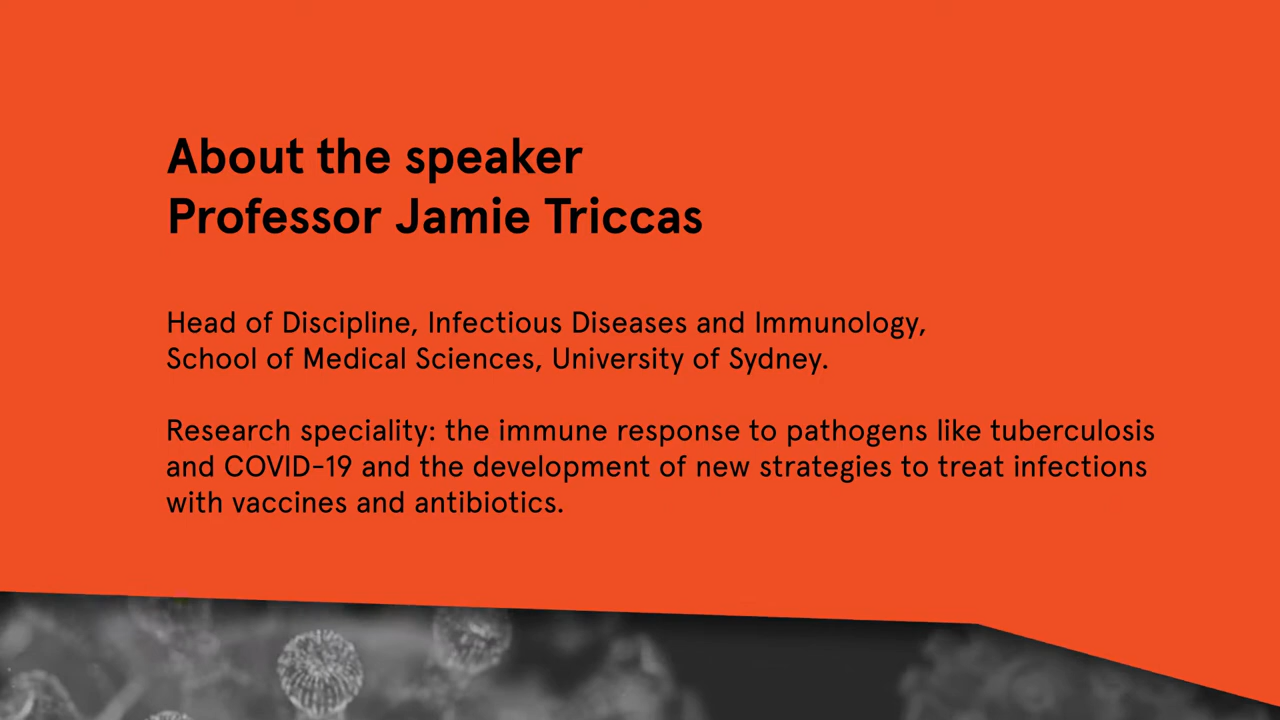 About the speaker
Professor Jamie Triccas
Head of Discipline, Infectious Diseases and Immunology,
School of Medical Sciences, University of Sydney.
Research speciality: the immune response to pathogens like tuberculosis
and COVID-19 and the development of new strategies to treat infections
with vaccines and antibiotics.